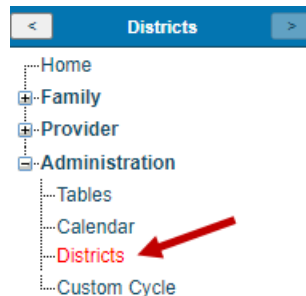 < Districts >
Home
Family
Provider
Administration
Tables
Calendar
Districts
Custom Cycle